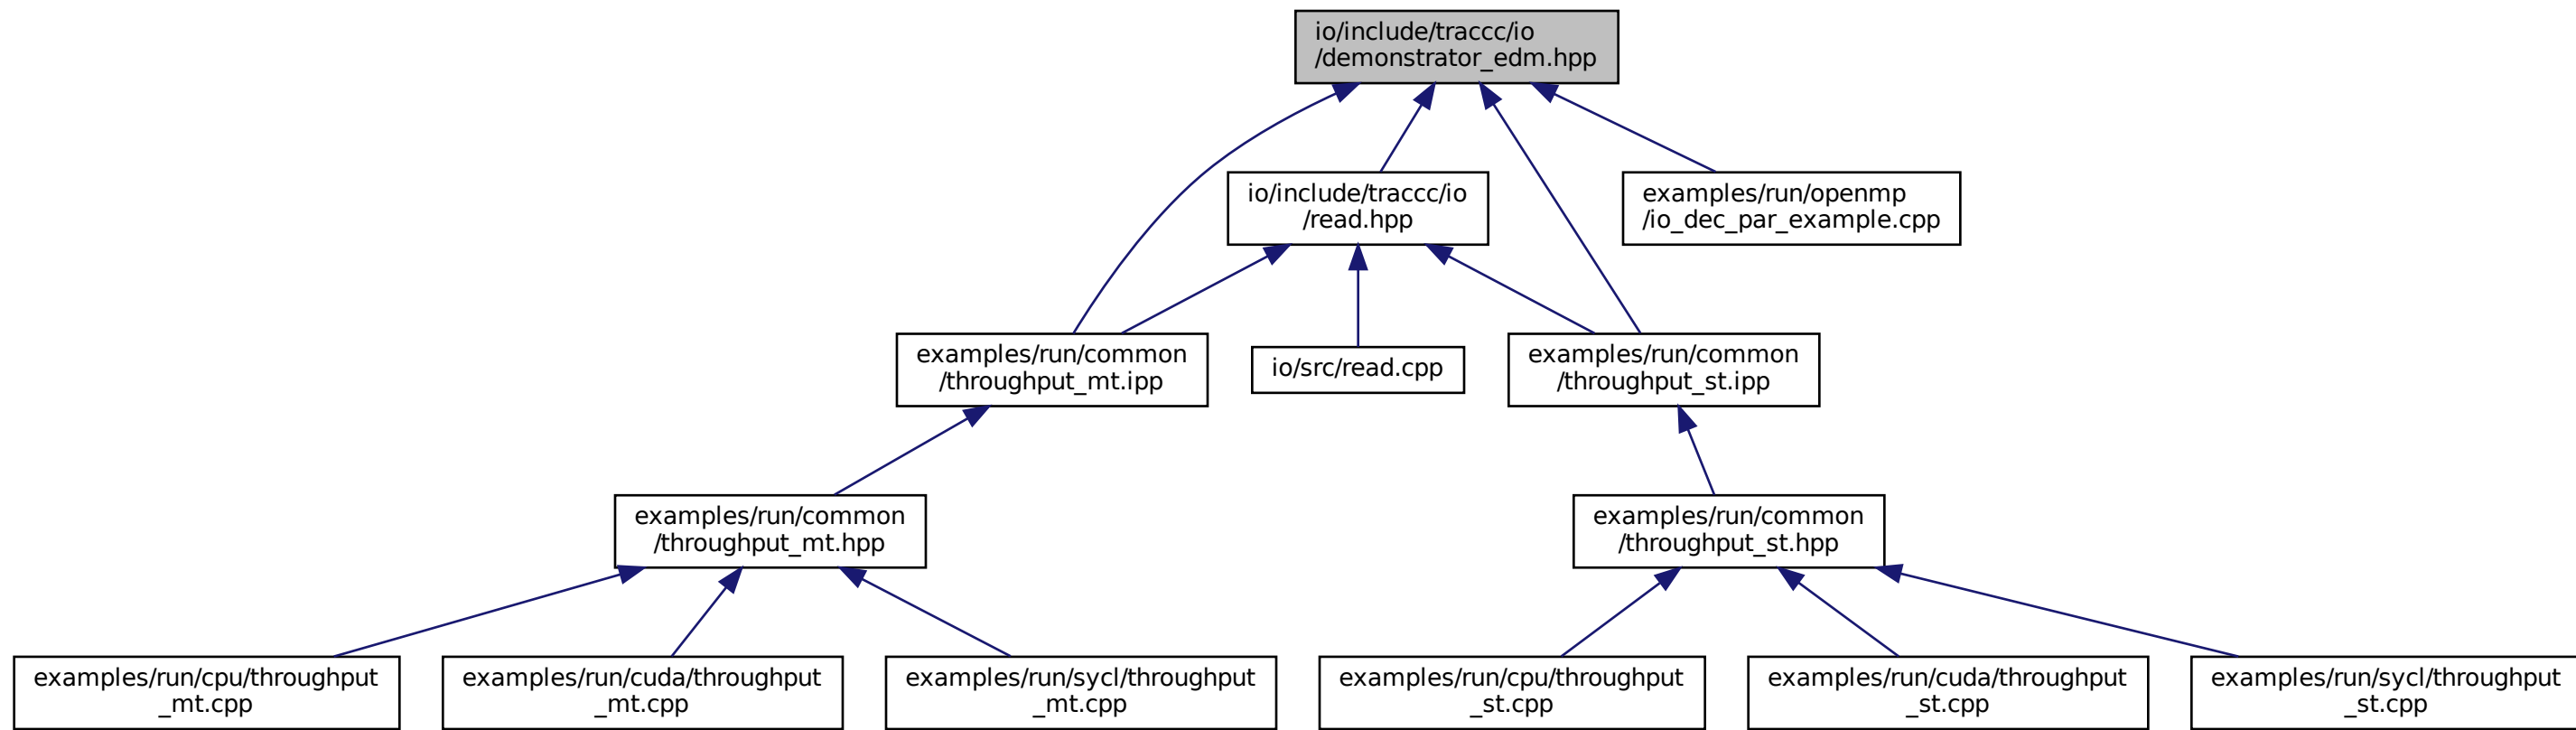 io/include/traccc/io
/demonstrator_edm.hpp
io/include/traccc/io
/read.hpp
examples/run/openmp
/io_dec_par_example.cpp
examples/run/common
/throughput_mt.ipp
io/src/read.cpp
examples/run/common
/throughput_st.ipp
examples/run/common
/throughput_mt.hpp
examples/run/common
/throughput_st.hpp
examples/run/cpu/throughput
_mt.cpp
examples/run/cuda/throughput
_mt.cpp
examples/run/sycl/throughput
_mt.cpp
examples/run/cpu/throughput
_st.cpp
examples/run/cuda/throughput
_st.cpp
examples/run/sycl/throughput
_st.cpp